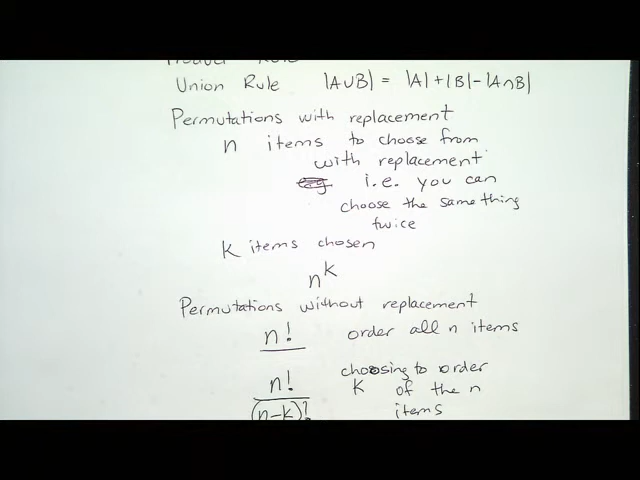 Union Rule |A∪B| = |A|+|B|-|A∩B|
Permutations with replacement
n items to choose from
with replacement
i.e. you can
choose the same thing
twice
K items chosen
n^K
Permutations without replacement
n! order all n items
choosing to order
n! K of the n
(n-k)! items